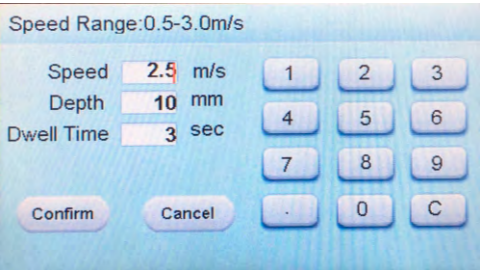 Speed Range:0.5-3.0m/s
Speed 2.5 m/s
Depth 10 mm
Dwell Time 3 sec
Confirm Cancel
1 2 3
4 5 6
7 8 9
. 0 C